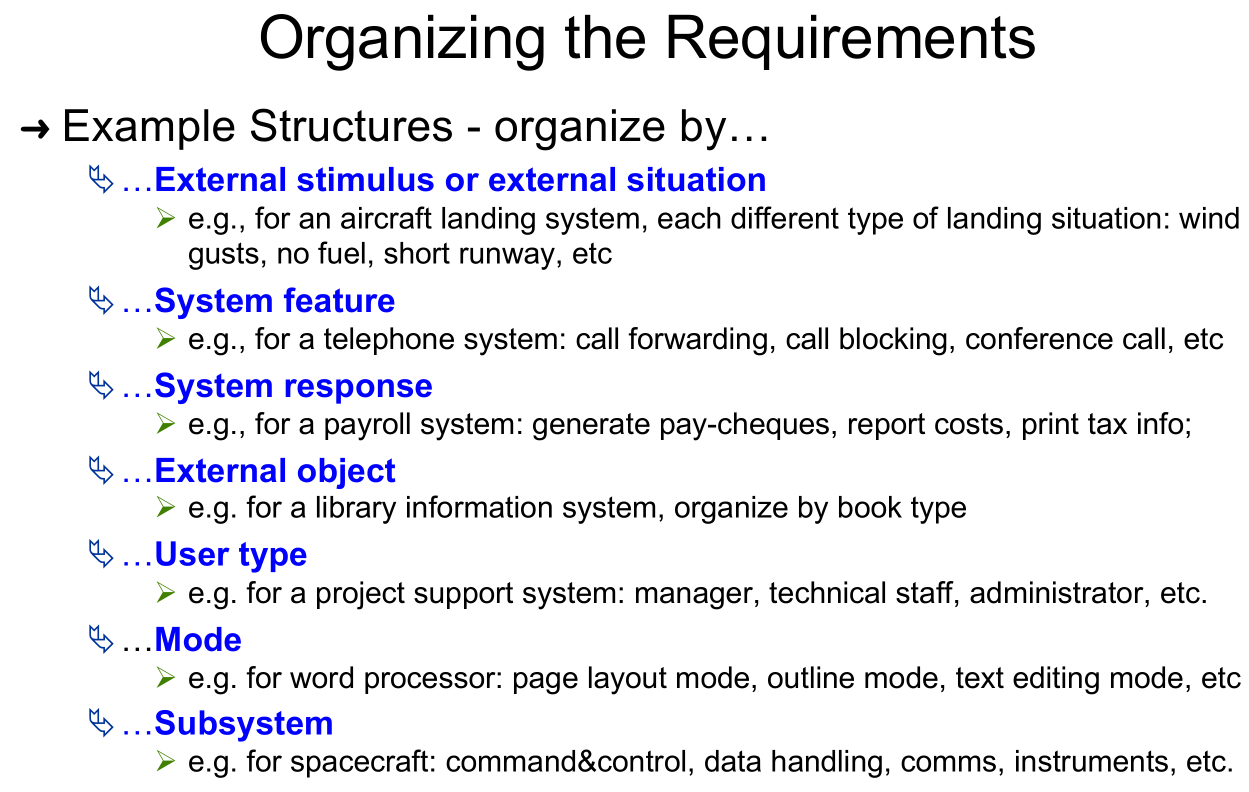 Organizing the Requirements
➜ Example Structures - organize by…
…External stimulus or external situation
➢ e.g., for an aircraft landing system, each different type of landing situation: wind
gusts, no fuel, short runway, etc
…System feature
➢ e.g., for a telephone system: call forwarding, call blocking, conference call, etc
…System response
➢ e.g., for a payroll system: generate pay-cheques, report costs, print tax info;
…External object
➢ e.g. for a library information system, organize by book type
…User type
➢ e.g. for a project support system: manager, technical staff, administrator, etc.
…Mode
➢ e.g. for word processor: page layout mode, outline mode, text editing mode, etc
…Subsystem
➢ e.g. for spacecraft: command&control, data handling, comms, instruments, etc.